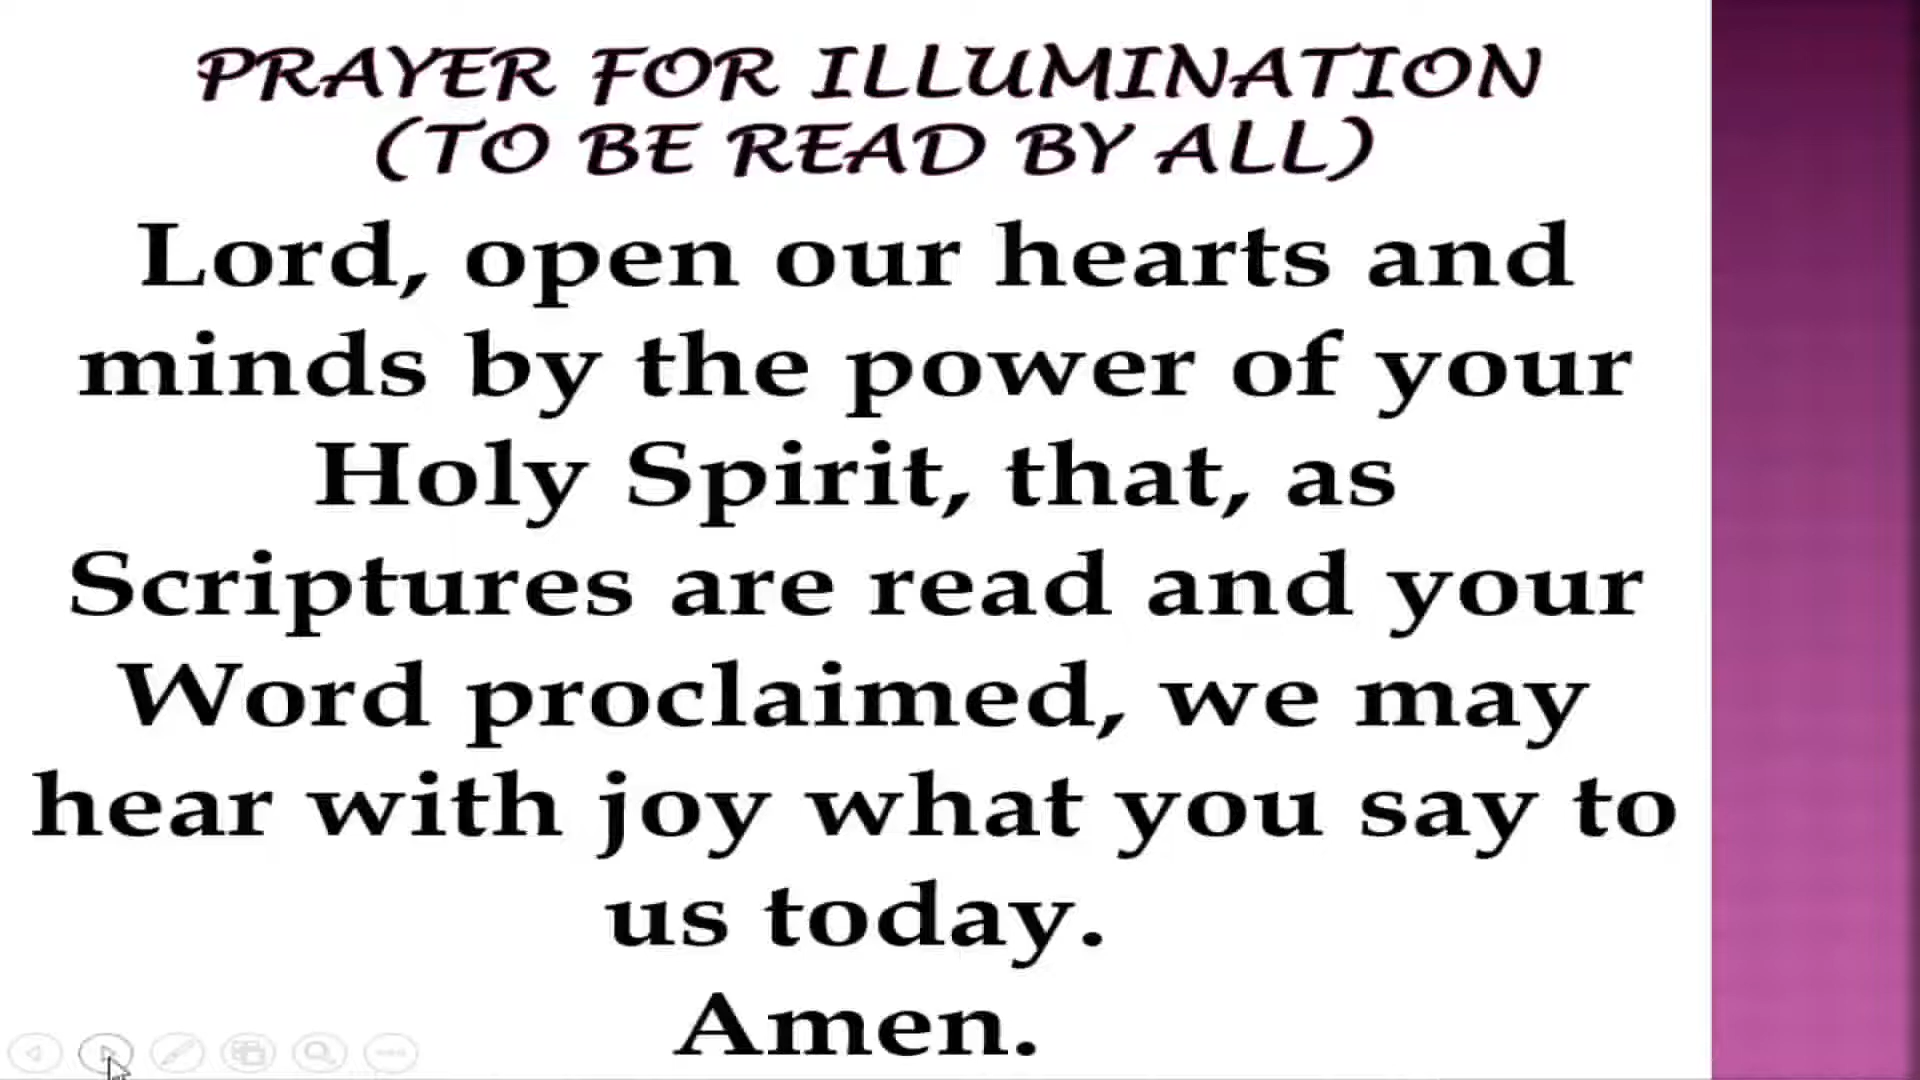 PRAYER FOR ILLUMINATION
(TO BE READ BY ALL)
Lord, open our hearts and
minds by the power of your
Holy Spirit, that, as
Scriptures are read and your
Word proclaimed, we may
hear with joy what you say to
us today.
Amen.